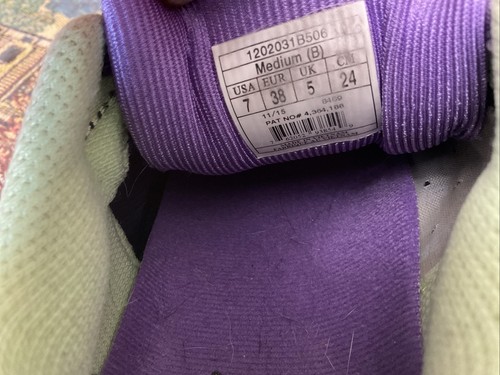 1202031B506
Medium (B)
USA EUR UK CM
7 38 5 24
11/15
PAT NO# 4,364,188